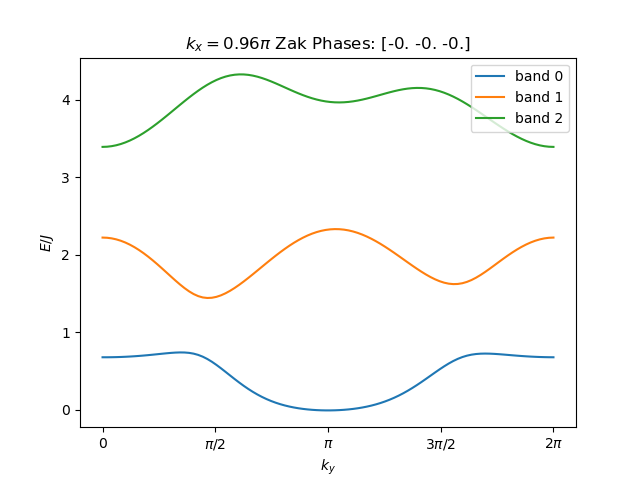 $k_x = 0.96\pi$ Zak Phases: [-0. -0. -0.]
band 0
band 1
band 2
4
3
2
1
0
E/J
0
π/2
π
3π/2
2π
$k_y$